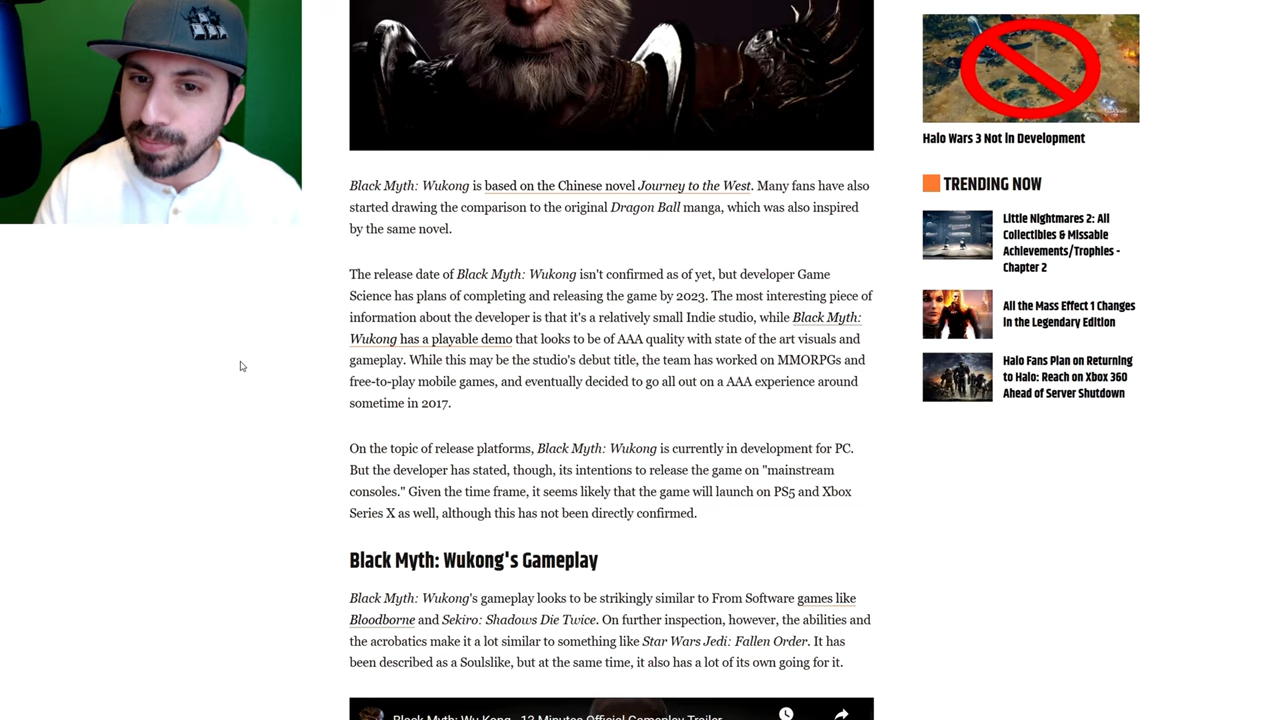 Black Myth: Wukong is based on the Chinese novel Journey to the West. Many fans have also
started drawing the comparison to the original Dragon Ball manga, which was also inspired
by the same novel.
The release date of Black Myth: Wukong isn't confirmed as of yet, but developer Game
Science has plans of completing and releasing the game by 2023. The most interesting piece of
information about the developer is that it's a relatively small Indie studio, while Black Myth:
Wukong has a playable demo that looks to be of AAA quality with state of the art visuals and
gameplay. While this may be the studio's debut title, the team has worked on MMORPGs and
free-to-play mobile games, and eventually decided to go all out on a AAA experience around
sometime in 2017.
On the topic of release platforms, Black Myth: Wukong is currently in development for PC.
But the developer has stated, though, its intentions to release the game on "mainstream
consoles." Given the time frame, it seems likely that the game will launch on PS5 and Xbox
Series X as well, although this has not been directly confirmed.
Black Myth: Wukong's Gameplay
Black Myth: Wukong's gameplay looks to be strikingly similar to From Software games like
Bloodborne and Sekiro: Shadows Die Twice. On further inspection, however, the abilities and
the acrobatics make it a lot similar to something like Star Wars Jedi: Fallen Order. It has
been described as a Soulslike, but at the same time, it also has a lot of its own going for it.
Black Myth: Wu Kong - 13 Minutes Official Gameplay Trailer
Halo Wars 3 Not in Development
TRENDING NOW
Little Nightmares 2: All
Collectibles & Missable
Achievements/Trophies -
Chapter 2
All the Mass Effect 1 Changes
in the Legendary Edition
Halo Fans Plan on Returning
to Halo: Reach on Xbox 360
Ahead of Server Shutdown